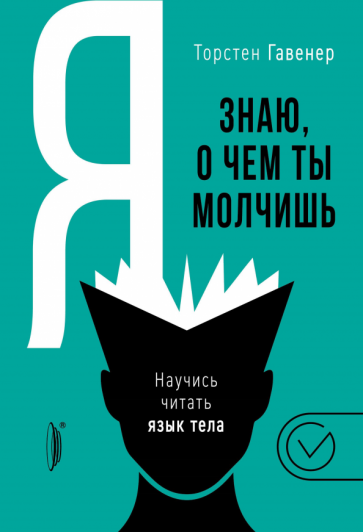 Торстен Гавенер
Я
ЗНАЮ,
О ЧЕМ ТЫ
МОЛЧИШЬ
Научись
читать
язык тела
®